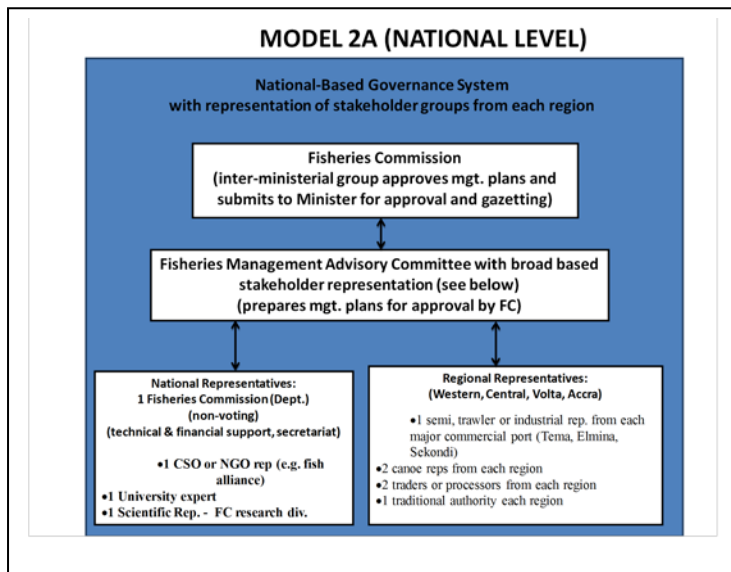 MODEL 2A (NATIONAL LEVEL)
National-Based Governance System
with representation of stakeholder groups from each region
Fisheries Commission
(inter-ministerial group approves mgt. plans and
submits to Minister for approval and gazetting)
Fisheries Management Advisory Committee with broad based
stakeholder representation (see below)
(prepares mgt. plans for approval by FC)
National Representatives:
1 Fisheries Commission (Dept.)
(non-voting)
(technical & financial support, secretariat)
•1 CSO or NGO rep (e.g. fish
alliance)
•1 University expert
•1 Scientific Rep. - FC research div.
Regional Representatives:
(Western, Central, Volta, Accra)
•1 semi, trawler or industrial rep. from each
major commercial port (Tema, Elmina,
Sekondi)
•2 canoe reps from each region
•2 traders or processors from each region
•1 traditional authority each region